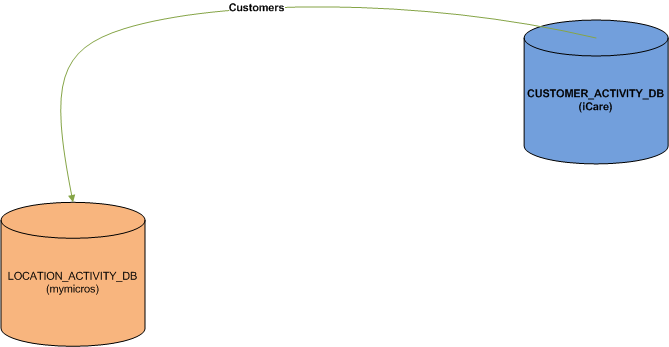 Customers
CUSTOMER_ACTIVITY_DB
(iCare)
LOCATION_ACTIVITY_DB
(mymicros)